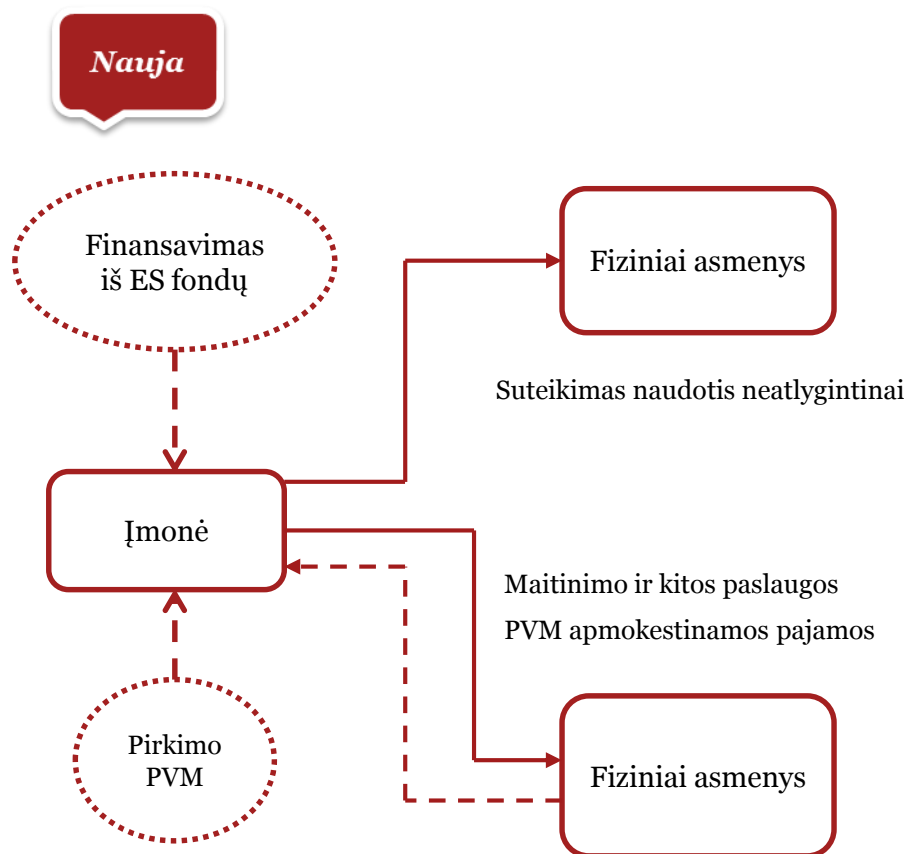 Nauja
Finansavimas
iš ES fondų
Fiziniai asmenys
Suteikimas naudotis neatlygintinai
Įmonė
Maitinimo ir kitos paslaugos
PVM apmokestinamos pajamos
Pirkimo
PVM
Fiziniai asmenys